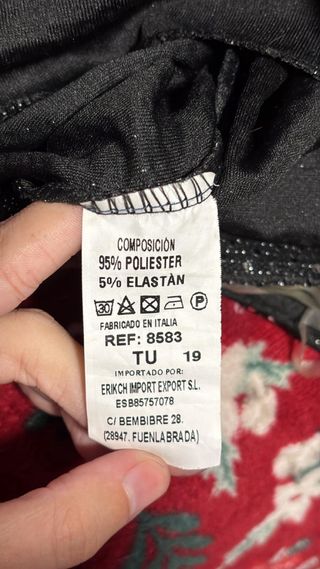 COMPOSICIÓN
95% POLIESTER
5% ELASTÀN
30 P
FABRICADO EN ITALIA
REF: 8583
TU 19
IMPORTADO POR:
ERIKCH IMPORT EXPORT S.L.
ESB85757078
C/ BEMBIBRE 28.
(28947. FUENLABRADA)